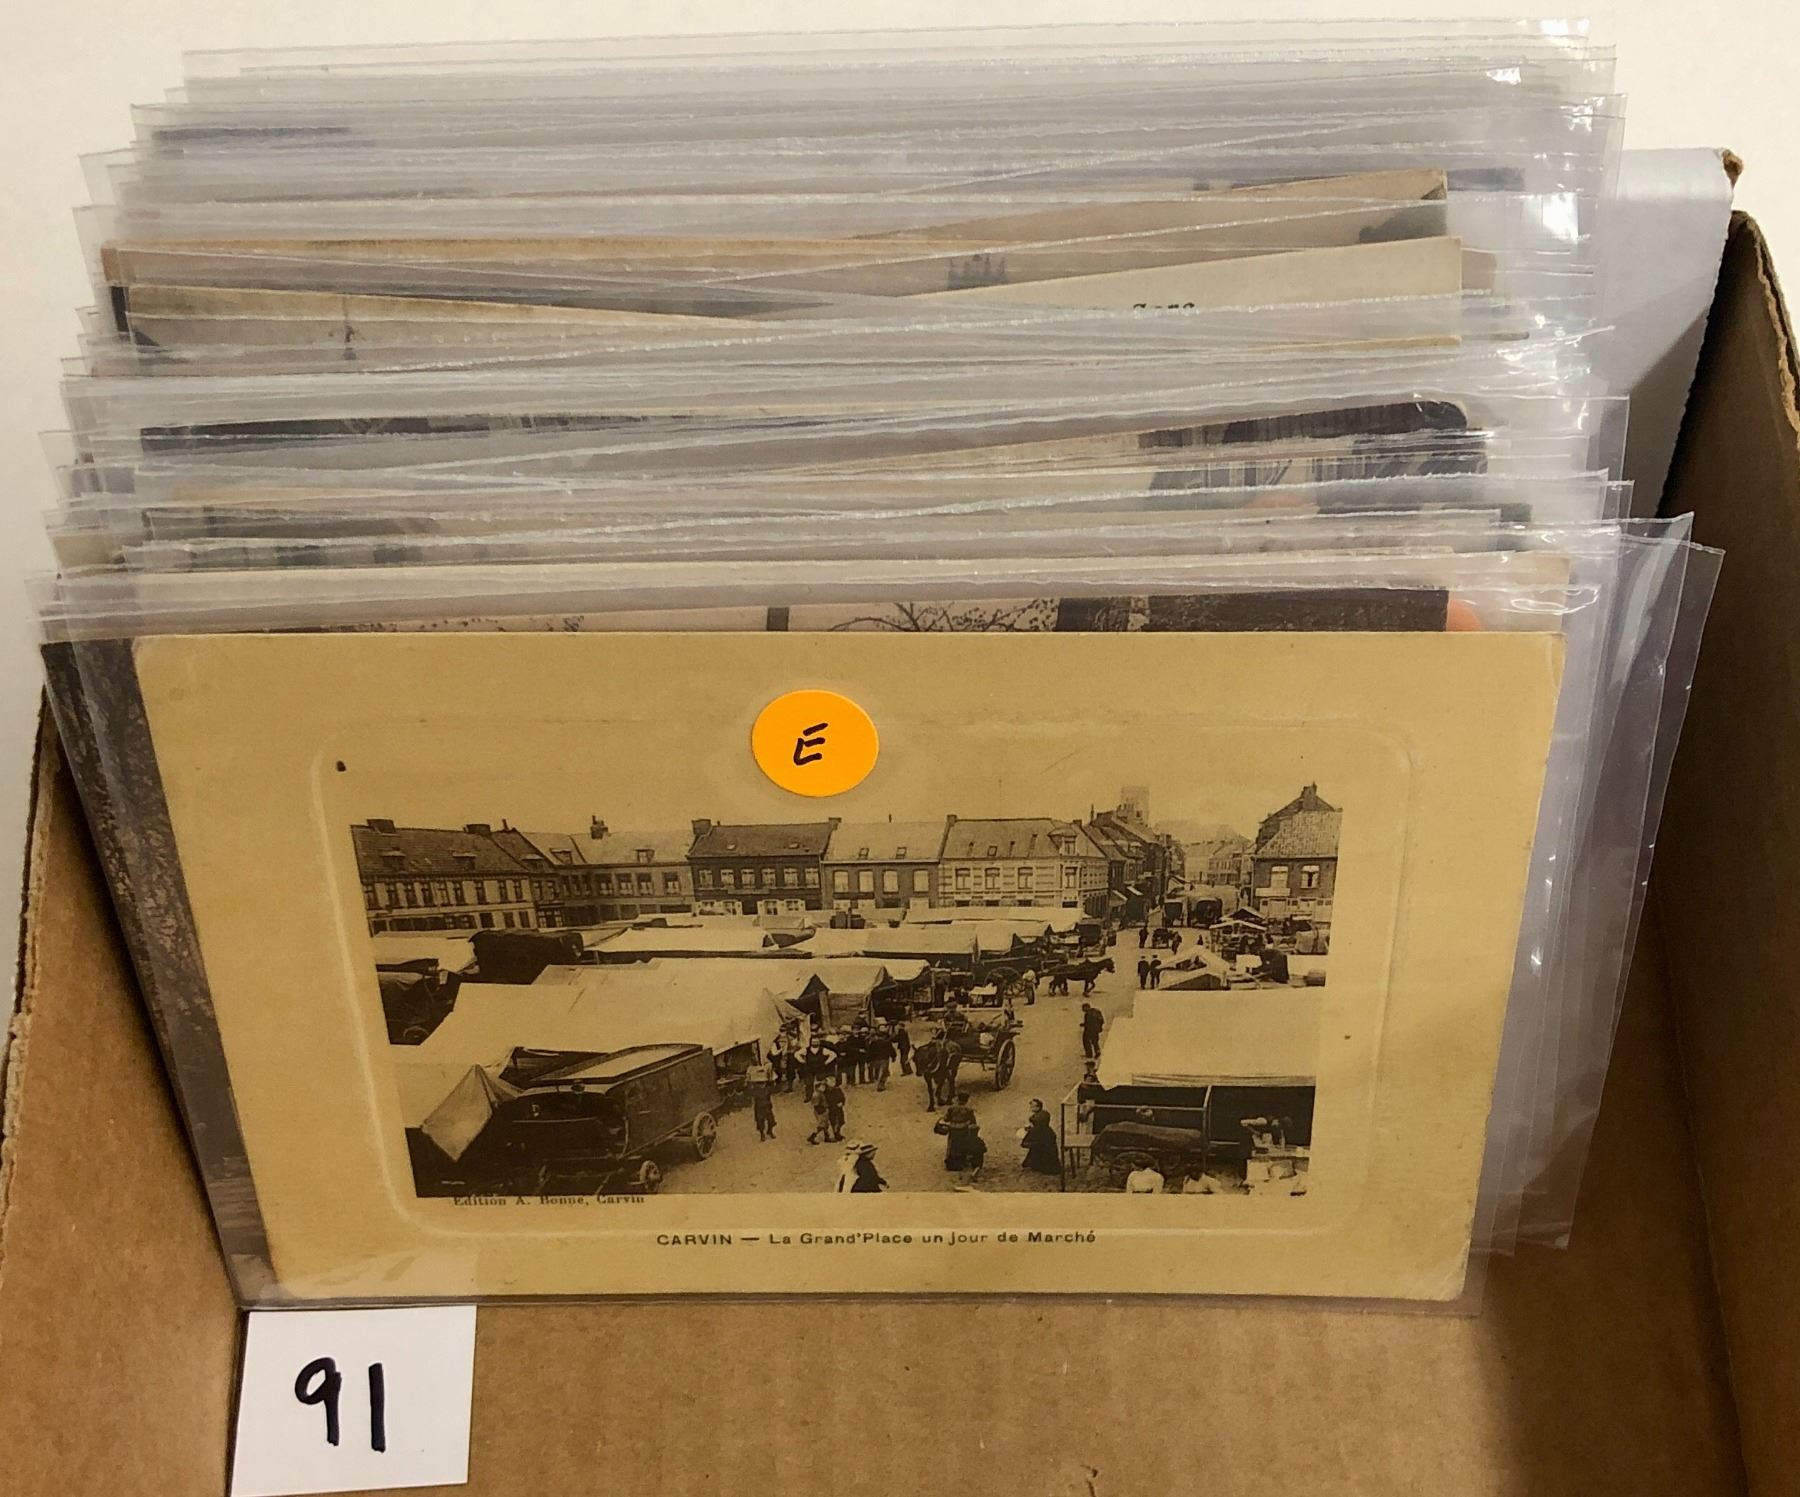 E
Edition A. Bonne, Carvin
CARVIN — La Grand'Place un jour de Marché
91